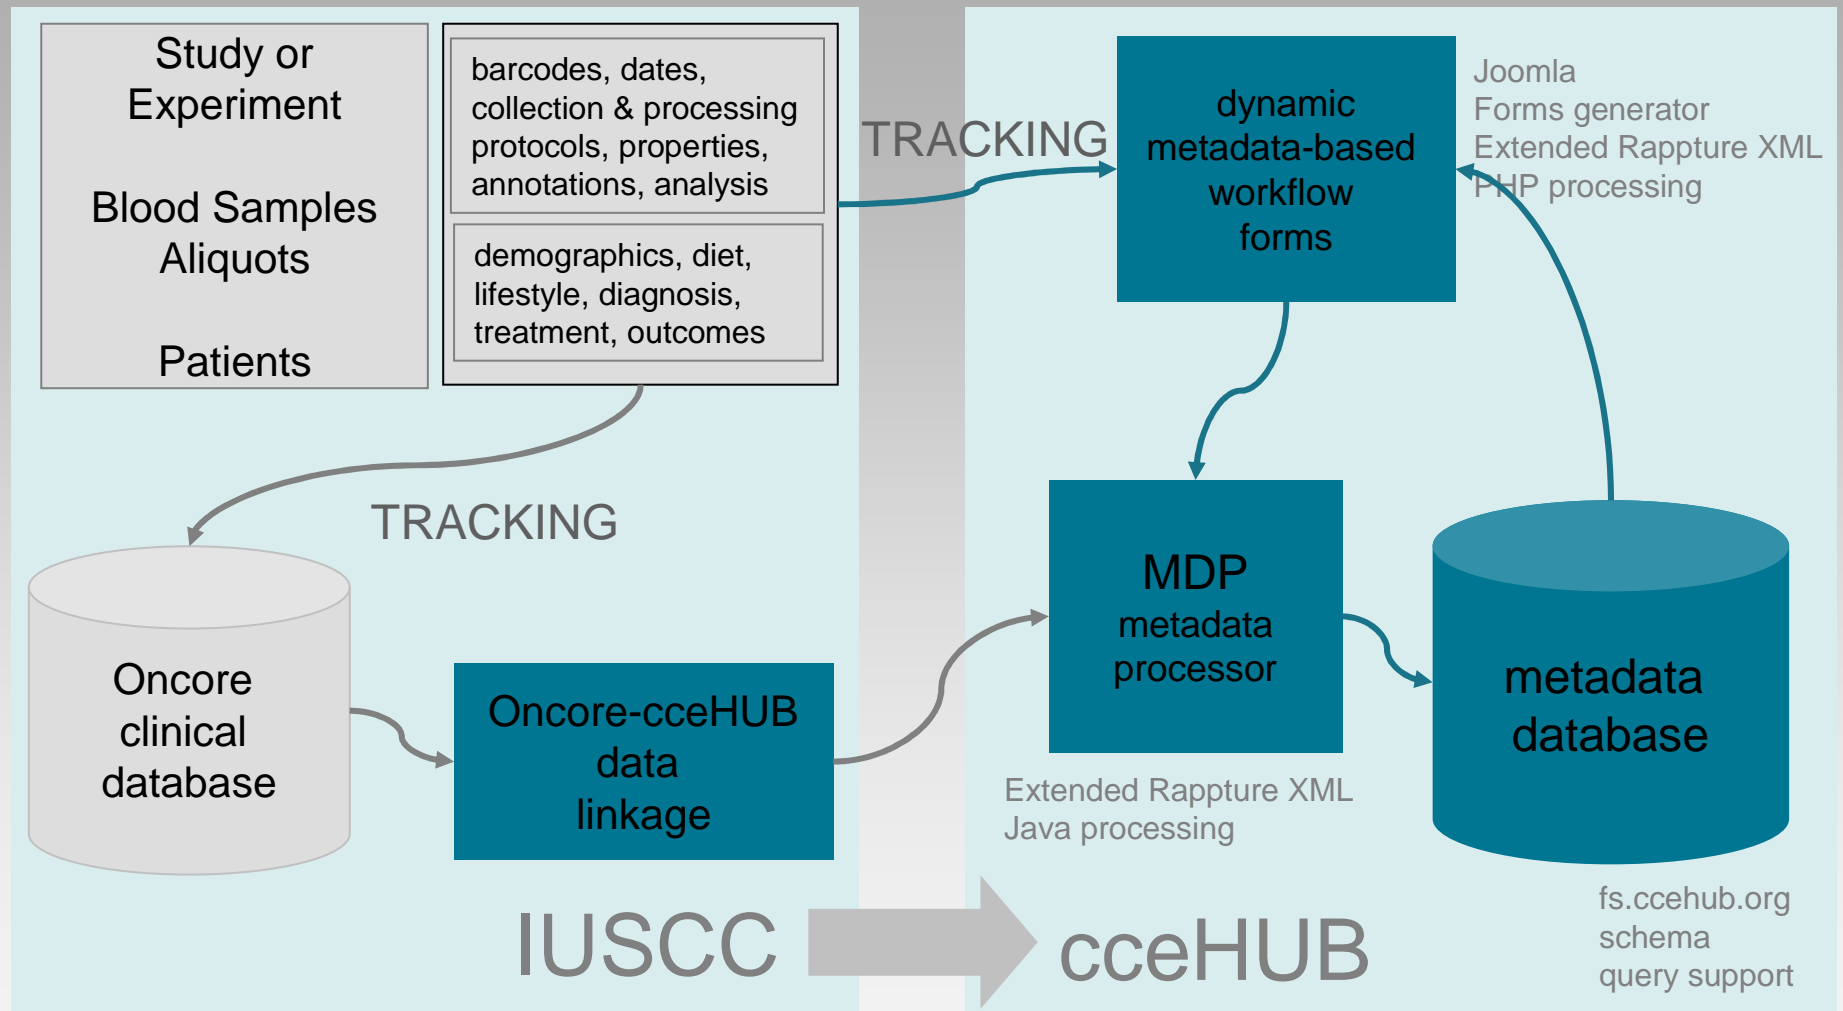 Study or
Experiment
Blood Samples
Aliquots
Patients
barcodes, dates,
collection & processing
protocols, properties,
annotations, analysis
demographics, diet,
lifestyle, diagnosis,
treatment, outcomes
TRACKING
dynamic
metadata-based
workflow
forms
Joomla
Forms generator
Extended Rappture XML
PHP processing
TRACKING
Oncore
clinical
database
Oncore-cceHUB
data
linkage
MDP
metadata
processor
Extended Rappture XML
Java processing
metadata
database
fs.ccehub.org
schema
query support
IUSCC
cceHUB